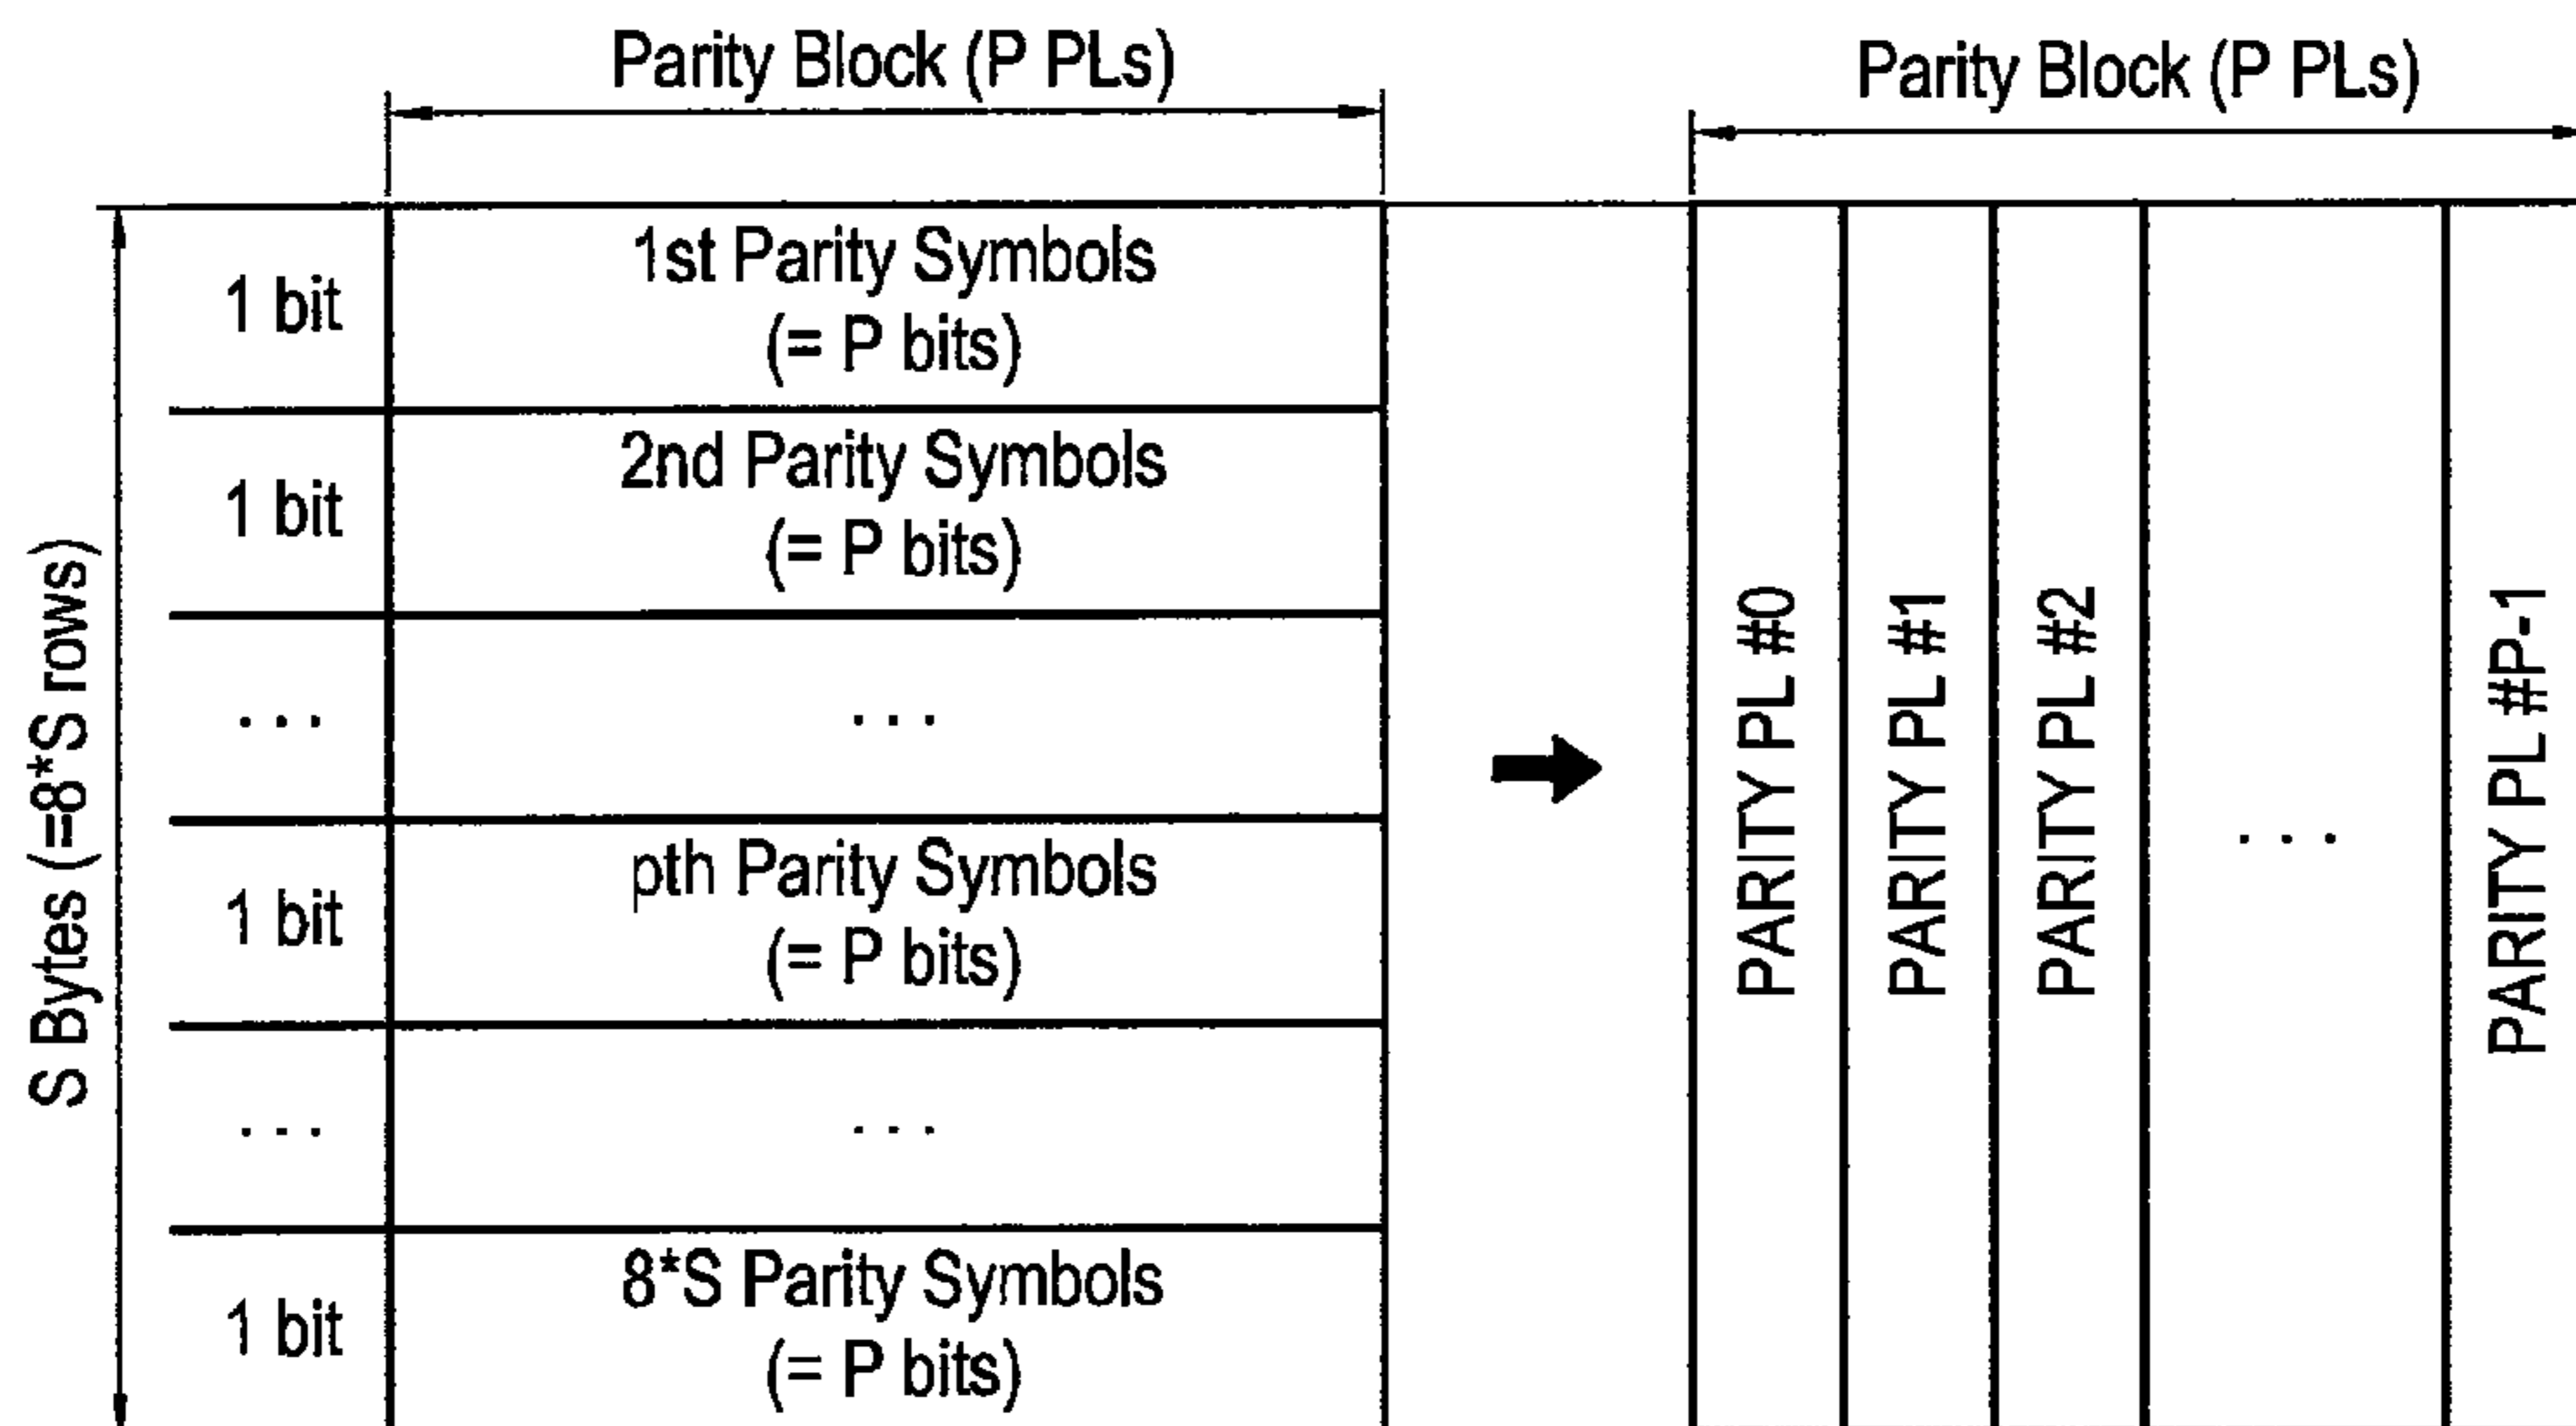 Parity Block (P PLs)
Parity Block (P PLs)
S Bytes (=8*S rows)
1 bit
1st Parity Symbols
(= P bits)
1 bit
2nd Parity Symbols
(= P bits)
...
...
1 bit
pth Parity Symbols
(= P bits)
...
...
1 bit
8*S Parity Symbols
(= P bits)
PARITY PL #0
PARITY PL #1
PARITY PL #2
...
PARITY PL #P-1